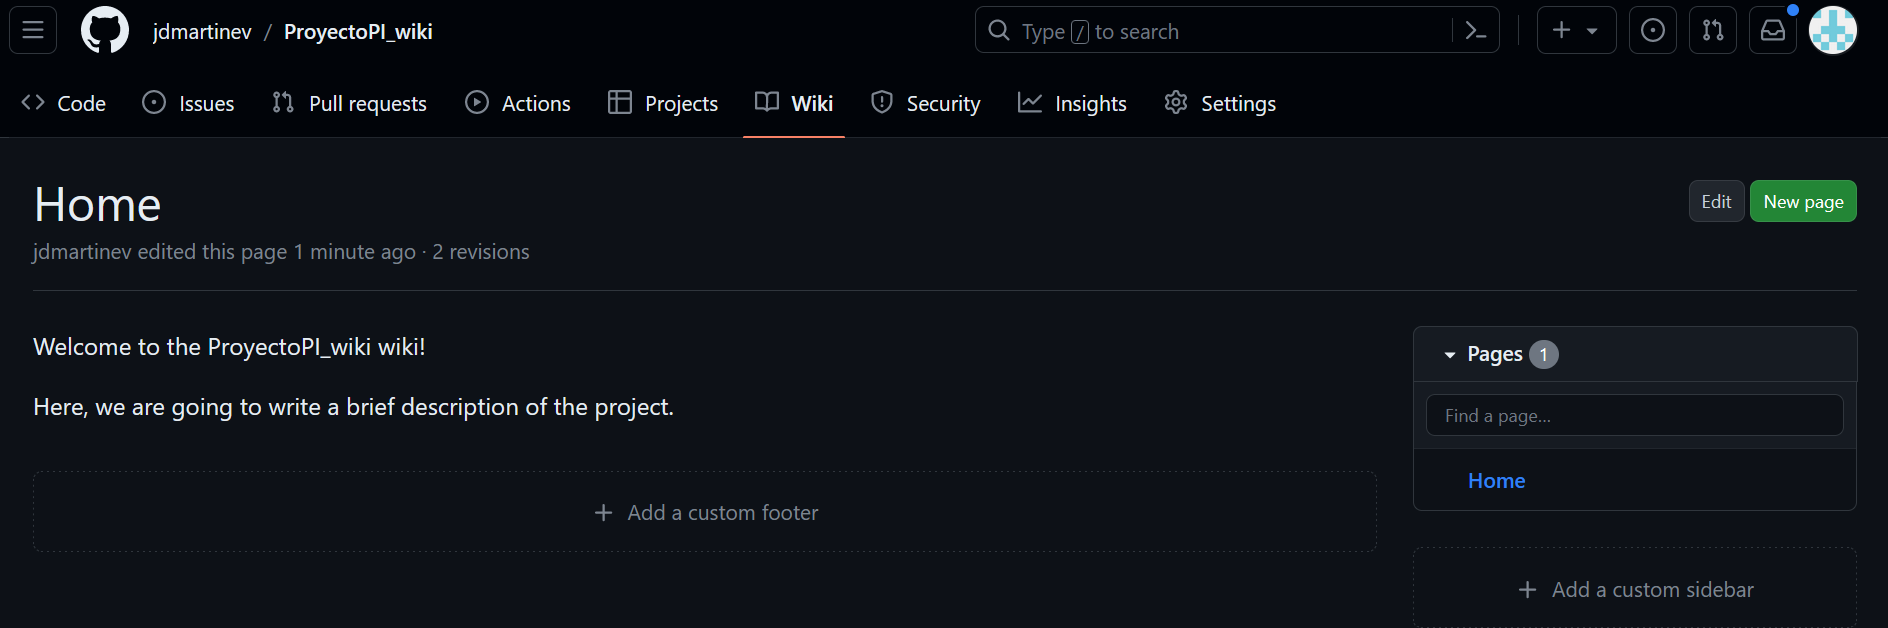 jdmartinev / ProyectoPI_wiki
Type / to search
Code Issues Pull requests Actions Projects Wiki Security Insights Settings
Home
Edit New page
jdmartinev edited this page 1 minute ago · 2 revisions
Welcome to the ProyectoPI_wiki wiki!
Here, we are going to write a brief description of the project.
Add a custom footer
Pages 1
Find a page...
Home
Add a custom sidebar